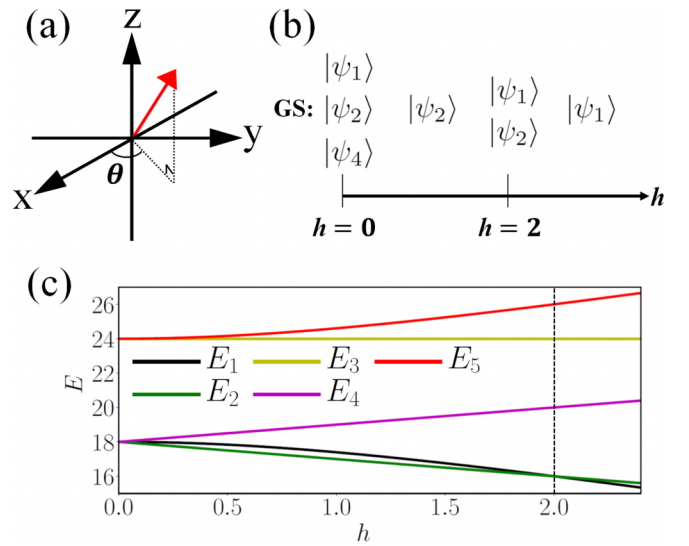 (a)
z
y
x
θ
(b)
|ψ₁⟩
GS: |ψ₂⟩ |ψ₂⟩ |ψ₁⟩ |ψ₁⟩
|ψ₂⟩
|ψ₄⟩
h
h = 0 h = 2
(c)
26
24
22
20
18
16
E
E₁ E₃ E₅
E₂ E₄
0.0 0.5 1.0 1.5 2.0
h